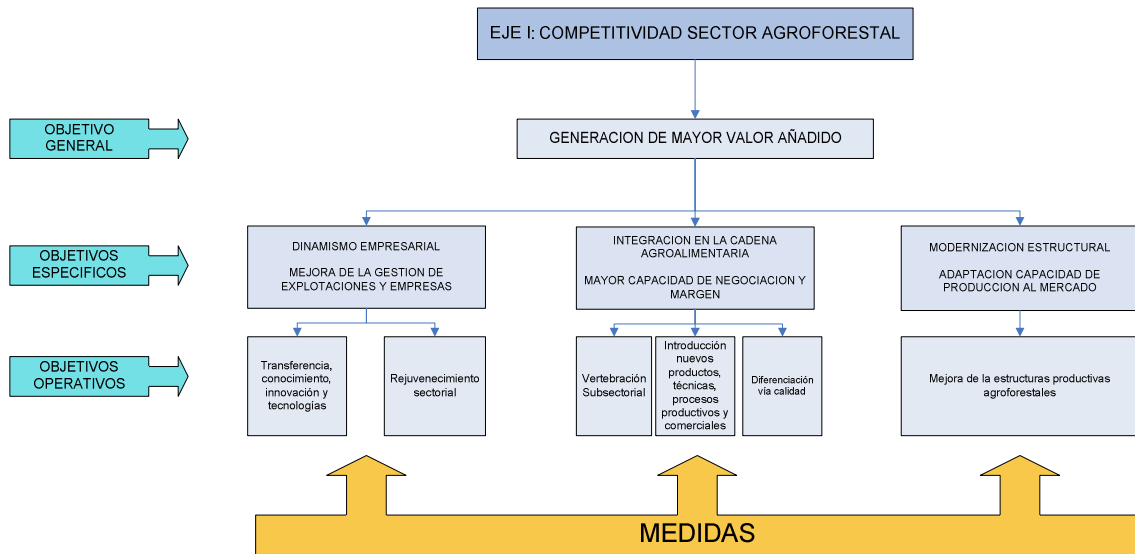 EJE I: COMPETITIVIDAD SECTOR AGROFORESTAL
OBJETIVO
GENERAL
GENERACION DE MAYOR VALOR AÑADIDO
OBJETIVOS
ESPECIFICOS
DINAMISMO EMPRESARIAL
MEJORA DE LA GESTION DE
EXPLOTACIONES Y EMPRESAS
INTEGRACION EN LA CADENA
AGROALIMENTARIA
MAYOR CAPACIDAD DE NEGOCIACION Y
MARGEN
MODERNIZACION ESTRUCTURAL
ADAPTACION CAPACIDAD DE
PRODUCCION AL MERCADO
OBJETIVOS
OPERATIVOS
Transferencia,
conocimiento,
innovación y
tecnologías
Rejuvenecimiento
sectorial
Vertebración
Subsectorial
Introducción
nuevos
productos,
técnicas,
procesos
productivos y
comerciales
Diferenciación
vía calidad
Mejora de la estructuras productivas
agroforestales
MEDIDAS